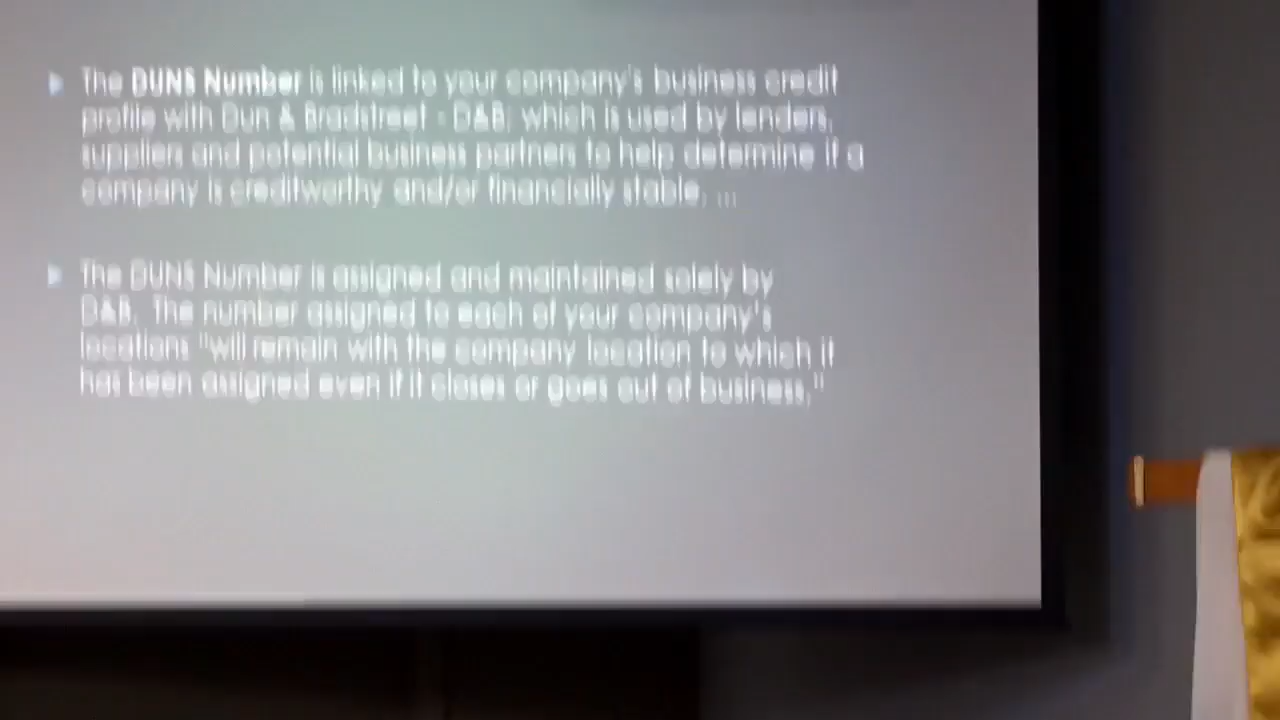 The DUNS Number is linked to your company's business credit
profile with Dun & Bradstreet - D&B, which is used by lenders,
suppliers and potential business partners to help determine if a
company is creditworthy and/or financially stable, ...
The DUNS Number is assigned and maintained solely by
D&B. The number assigned to each of your company's
locations "will remain with the company location to which it
has been assigned even if it closes or goes out of business."